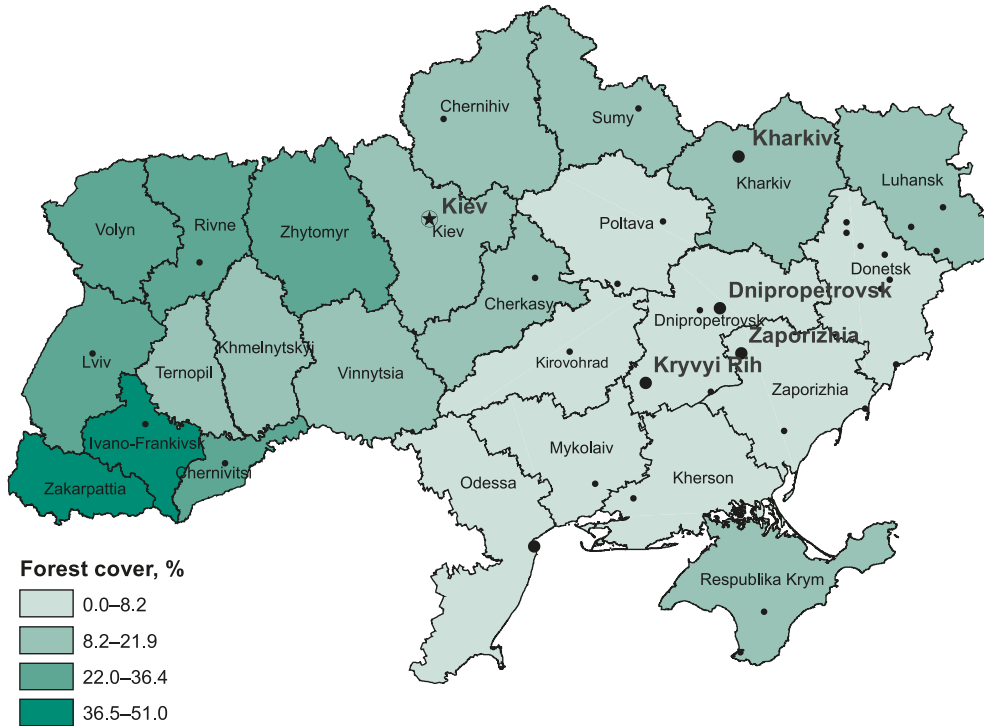 Chernihiv
Sumy
Kharkiv
Kharkiv
Luhansk
Volyn
Rivne
Zhytomyr
Kiev
Kiev
Poltava
Donetsk
Cherkasy
Dnipropetrovsk
Dnipropetrovsk
Zaporizhia
Lviv
Ternopil
Khmelnytskyi
Vinnytsia
Kirovohrad
Kryvyi Rih
Zaporizhia
Ivano-Frankivsk
Mykolaiv
Chernivitsi
Kherson
Odessa
Zakarpattia
Respublika Krym
Forest cover, %
0.0–8.2
8.2–21.9
22.0–36.4
36.5–51.0